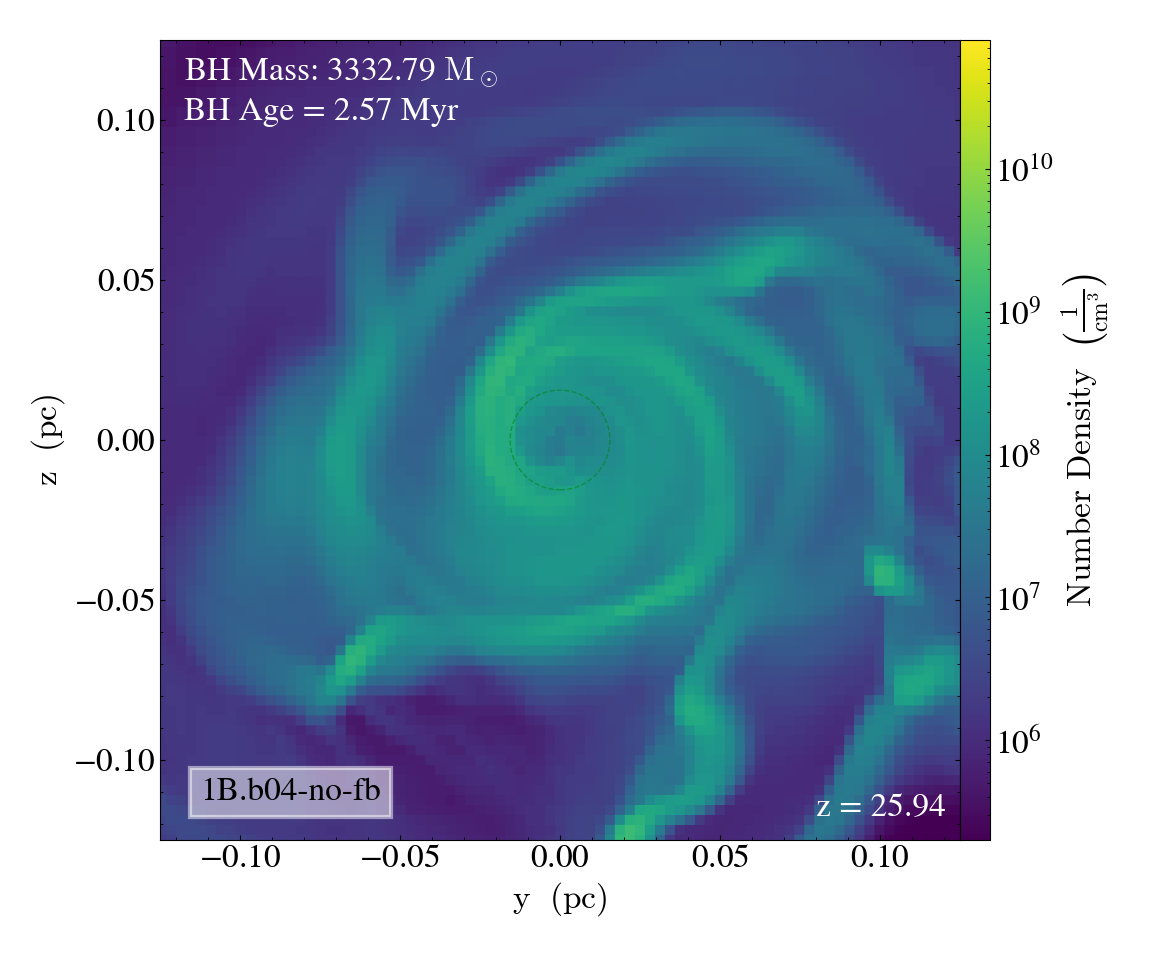 BH Mass: 3332.79 M☉
BH Age = 2.57 Myr
0.10
0.05
0.00
−0.05
−0.10
z (pc)
1B.b04-no-fb
z = 25.94
−0.10
−0.05
0.00
0.05
0.10
y (pc)
10¹⁰
10⁹
10⁸
10⁷
10⁶
Number Density (1/cm³)